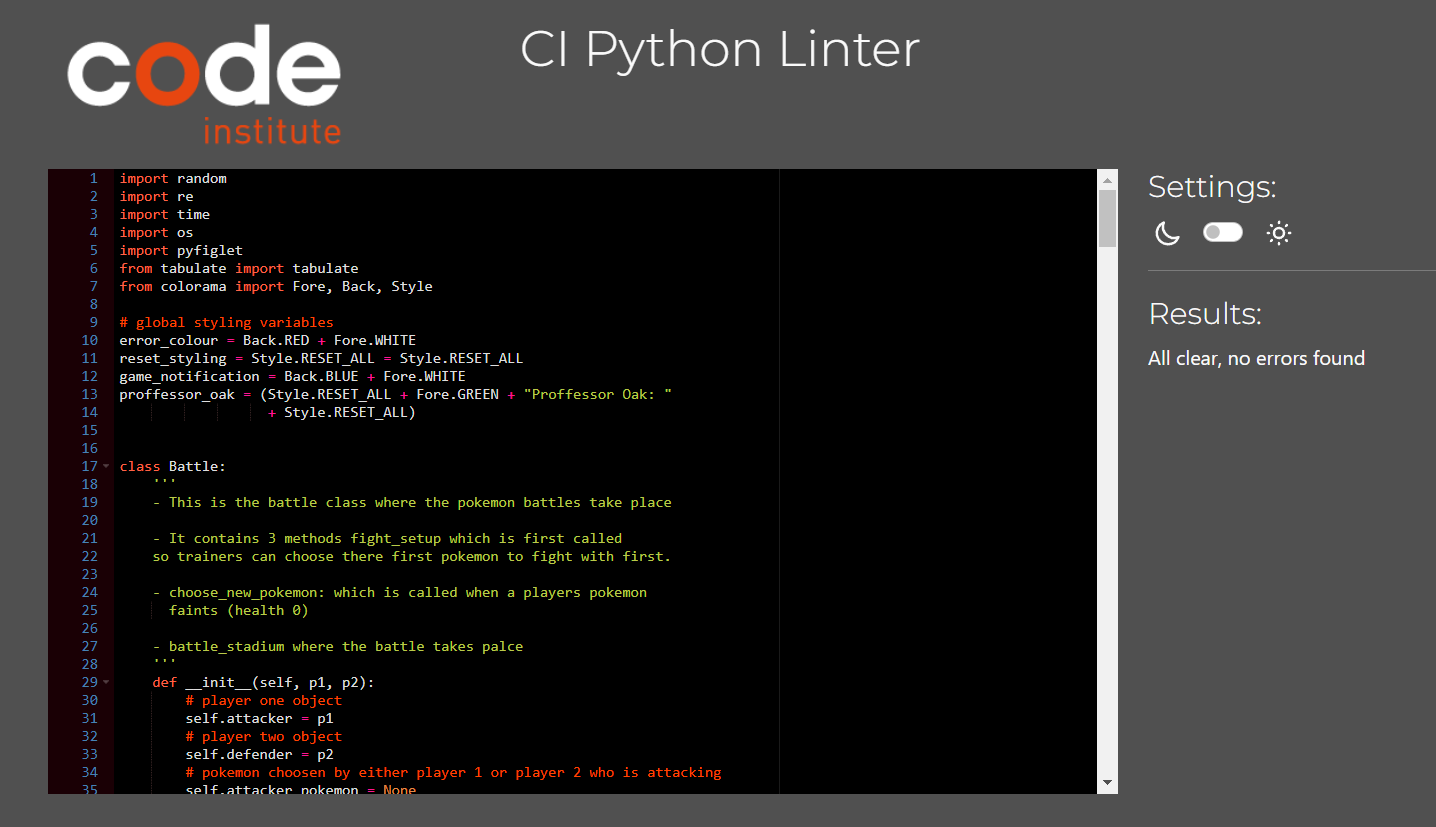 code
institute
CI Python Linter
1 import random
2 import re
3 import time
4 import os
5 import pyfiglet
6 from tabulate import tabulate
7 from colorama import Fore, Back, Style
8
9 # global styling variables
10 error_colour = Back.RED + Fore.WHITE
11 reset_styling = Style.RESET_ALL = Style.RESET_ALL
12 game_notification = Back.BLUE + Fore.WHITE
13 proffessor_oak = (Style.RESET_ALL + Fore.GREEN + "Proffessor Oak: "
14 + Style.RESET_ALL)
15
16
17 class Battle:
18 '''
19 - This is the battle class where the pokemon battles take place
20
21 - It contains 3 methods fight_setup which is first called
22 so trainers can choose there first pokemon to fight with first.
23
24 - choose_new_pokemon: which is called when a players pokemon
25 faints (health 0)
26
27 - battle_stadium where the battle takes palce
28 '''
29 def __init__(self, p1, p2):
30 # player one object
31 self.attacker = p1
32 # player two object
33 self.defender = p2
34 # pokemon choosen by either player 1 or player 2 who is attacking
35 self.attacker_pokemon = None
Settings:
Results:
All clear, no errors found